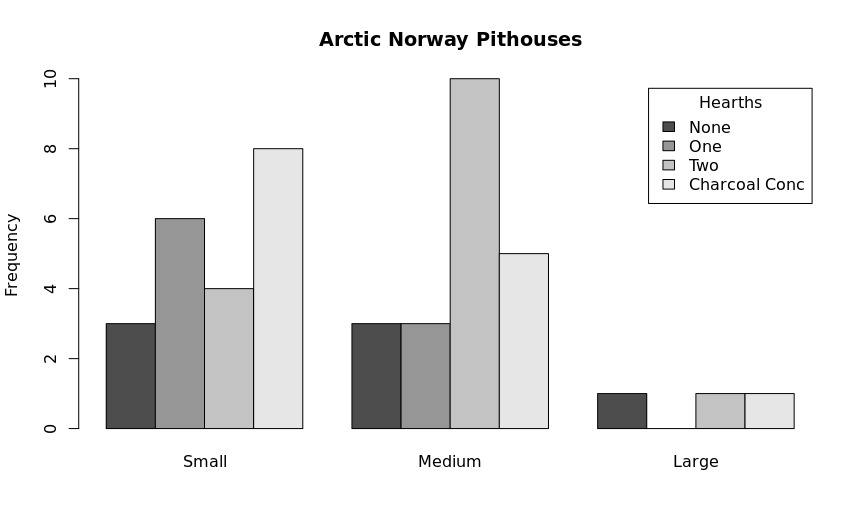 Arctic Norway Pithouses
Frequency
10
8
6
4
2
0
Hearths
None
One
Two
Charcoal Conc
Small
Medium
Large